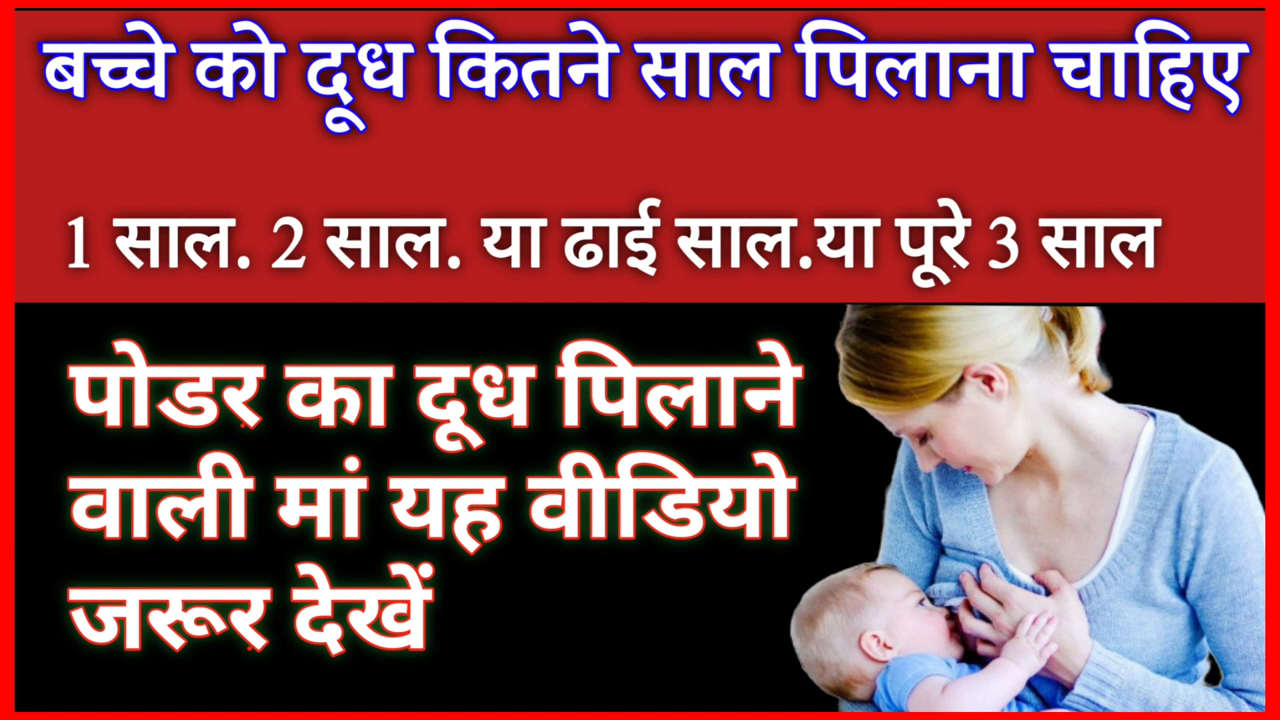 बच्चे को दूध कितने साल पिलाना चाहिए
1 साल. 2 साल. या ढाई साल.या पूरे 3 साल
पोडर का दूध पिलाने
वाली मां यह वीडियो
जरूर देखें